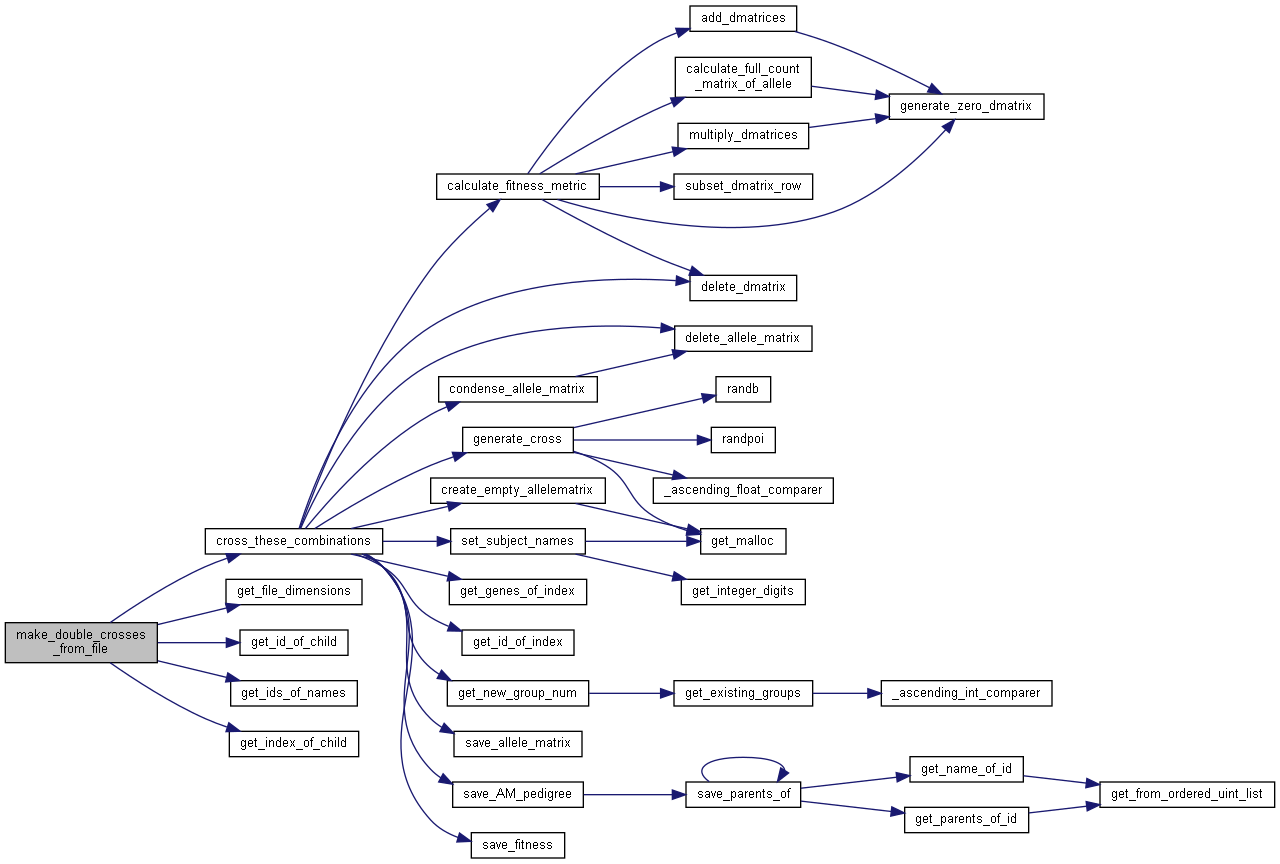 add_dmatrices
calculate_full_count
_matrix_of_allele
generate_zero_dmatrix
multiply_dmatrices
calculate_fitness_metric
subset_dmatrix_row
delete_dmatrix
delete_allele_matrix
condense_allele_matrix
randb
generate_cross
randpoi
create_empty_allelematrix
_ascending_float_comparer
cross_these_combinations
set_subject_names
get_malloc
get_file_dimensions
get_genes_of_index
get_integer_digits
make_double_crosses
_from_file
get_id_of_child
get_id_of_index
get_ids_of_names
get_new_group_num
get_existing_groups
_ascending_int_comparer
get_index_of_child
save_allele_matrix
get_name_of_id
save_AM_pedigree
save_parents_of
get_from_ordered_uint_list
get_parents_of_id
save_fitness